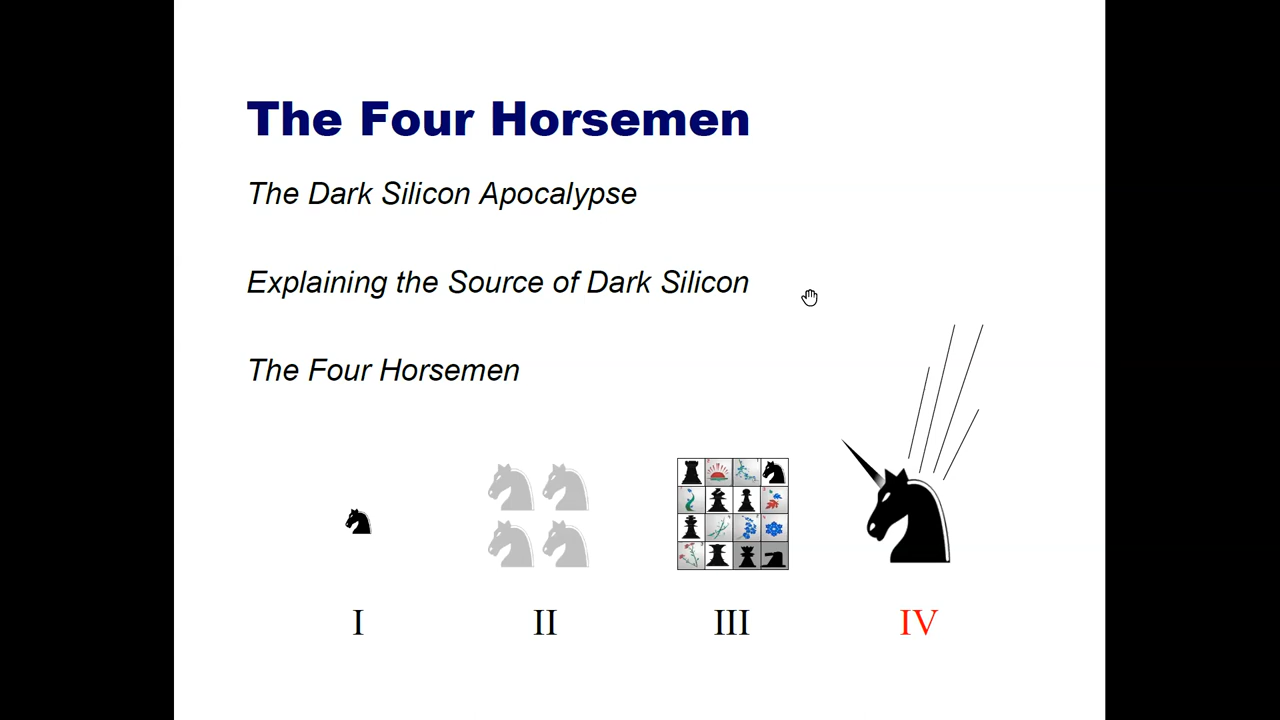 The Four Horsemen
The Dark Silicon Apocalypse
Explaining the Source of Dark Silicon
The Four Horsemen
I II III IV